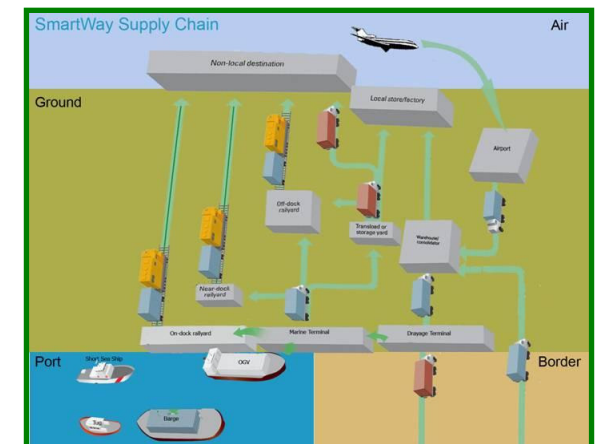 SmartWay Supply Chain
Air
Non-local destination
Ground
Local store/factory
Airport
Off-dock
railyard
Transload or
storage yard
Warehouse/
consolidator
Near-dock
railyard
On-dock railyard
Marine Terminal
Drayage Terminal
Port
Short Sea Ship
OGV
Border
Tug
Barge